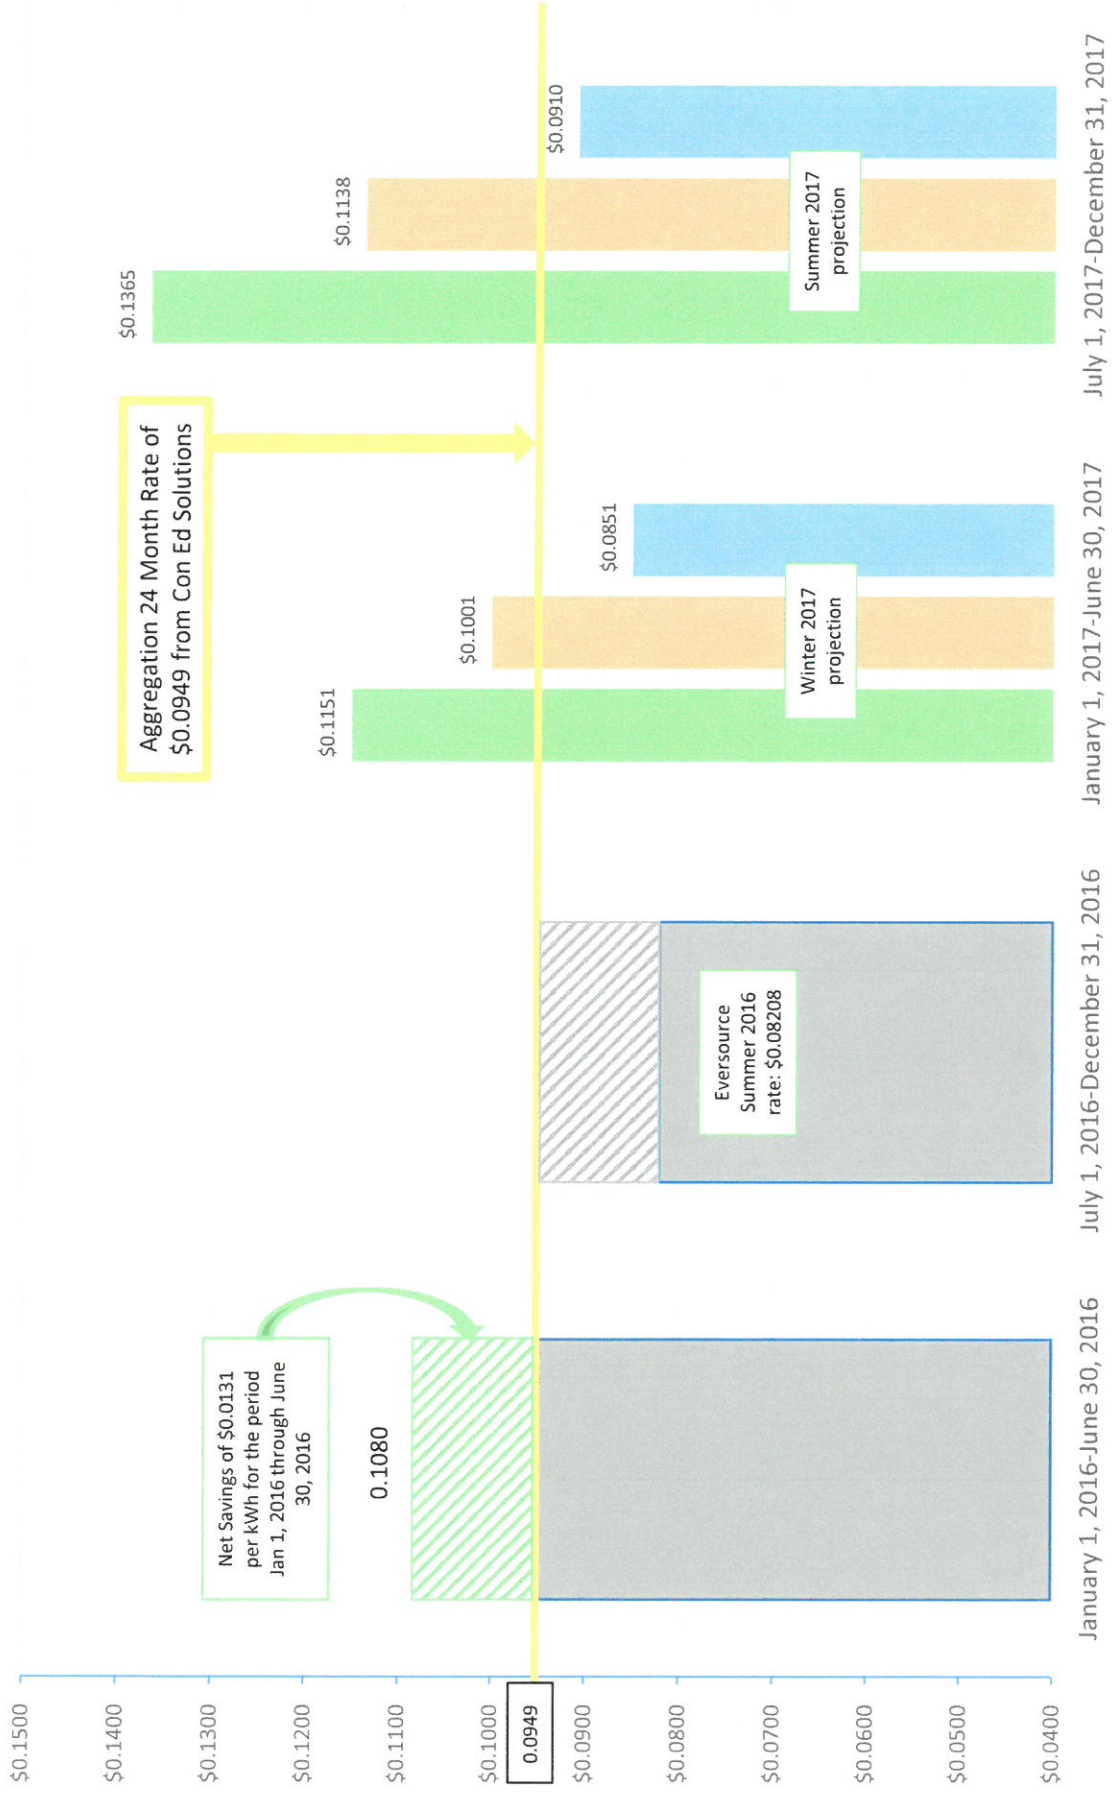 $0.1500
$0.1400
$0.1300
$0.1200
$0.1100
$0.1000
0.0949
$0.0900
$0.0800
$0.0700
$0.0600
$0.0500
$0.0400
Net Savings of $0.0131
per kWh for the period
Jan 1, 2016 through June
30, 2016
0.1080
Eversource
Summer 2016
rate: $0.08208
Aggregation 24 Month Rate of
$0.0949 from Con Ed Solutions
$0.1151
$0.1001
$0.0851
Winter 2017
projection
$0.1365
$0.1138
$0.0910
Summer 2017
projection
January 1, 2016-June 30, 2016
July 1, 2016-December 31, 2016
January 1, 2017-June 30, 2017
July 1, 2017-December 31, 2017